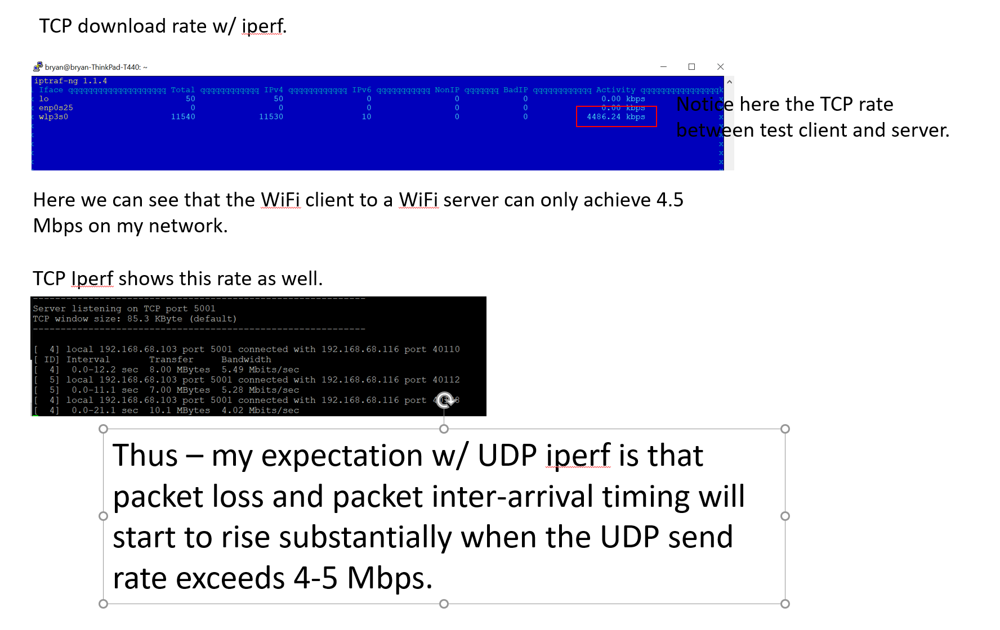 TCP download rate w/ iperf.
bryan@bryan-ThinkPad-T440: ~
iptraf-ng 1.1.4
l Iface qqqqqqqqqqqqqqqqqqqq Total qqqqqqqqqqqq IPv4 qqqqqqqqqqqq IPv6 qqqqqqqqqqq NonIP qqqqqqq BadIP qqqqqqqqqqqq Activity qqqqqqqqqqqqqqqqk
x lo 50 50 0 0 0 0.00 kbps x
x enp0s25 0 0 0 0 0 0.00 kbps x
x wlp3s0 11540 11530 10 0 0 4486.24 kbps x
x x
x x
x x
x x
x x
Notice here the TCP rate
between test client and server.
Here we can see that the WiFi client to a WiFi server can only achieve 4.5
Mbps on my network.
TCP Iperf shows this rate as well.
------------------------------------------------------------
Server listening on TCP port 5001
TCP window size: 85.3 KByte (default)
------------------------------------------------------------
[  4] local 192.168.68.103 port 5001 connected with 192.168.68.116 port 40110
[ ID] Interval       Transfer     Bandwidth
[  4]  0.0-12.2 sec  8.00 MBytes  5.49 Mbits/sec
[  5] local 192.168.68.103 port 5001 connected with 192.168.68.116 port 40112
[  5]  0.0-11.1 sec  7.00 MBytes  5.28 Mbits/sec
[  4] local 192.168.68.103 port 5001 connected with 192.168.68.116 port
[  4]  0.0-21.1 sec  10.1 MBytes  4.02 Mbits/sec
Thus – my expectation w/ UDP iperf is that
packet loss and packet inter-arrival timing will
start to rise substantially when the UDP send
rate exceeds 4-5 Mbps.